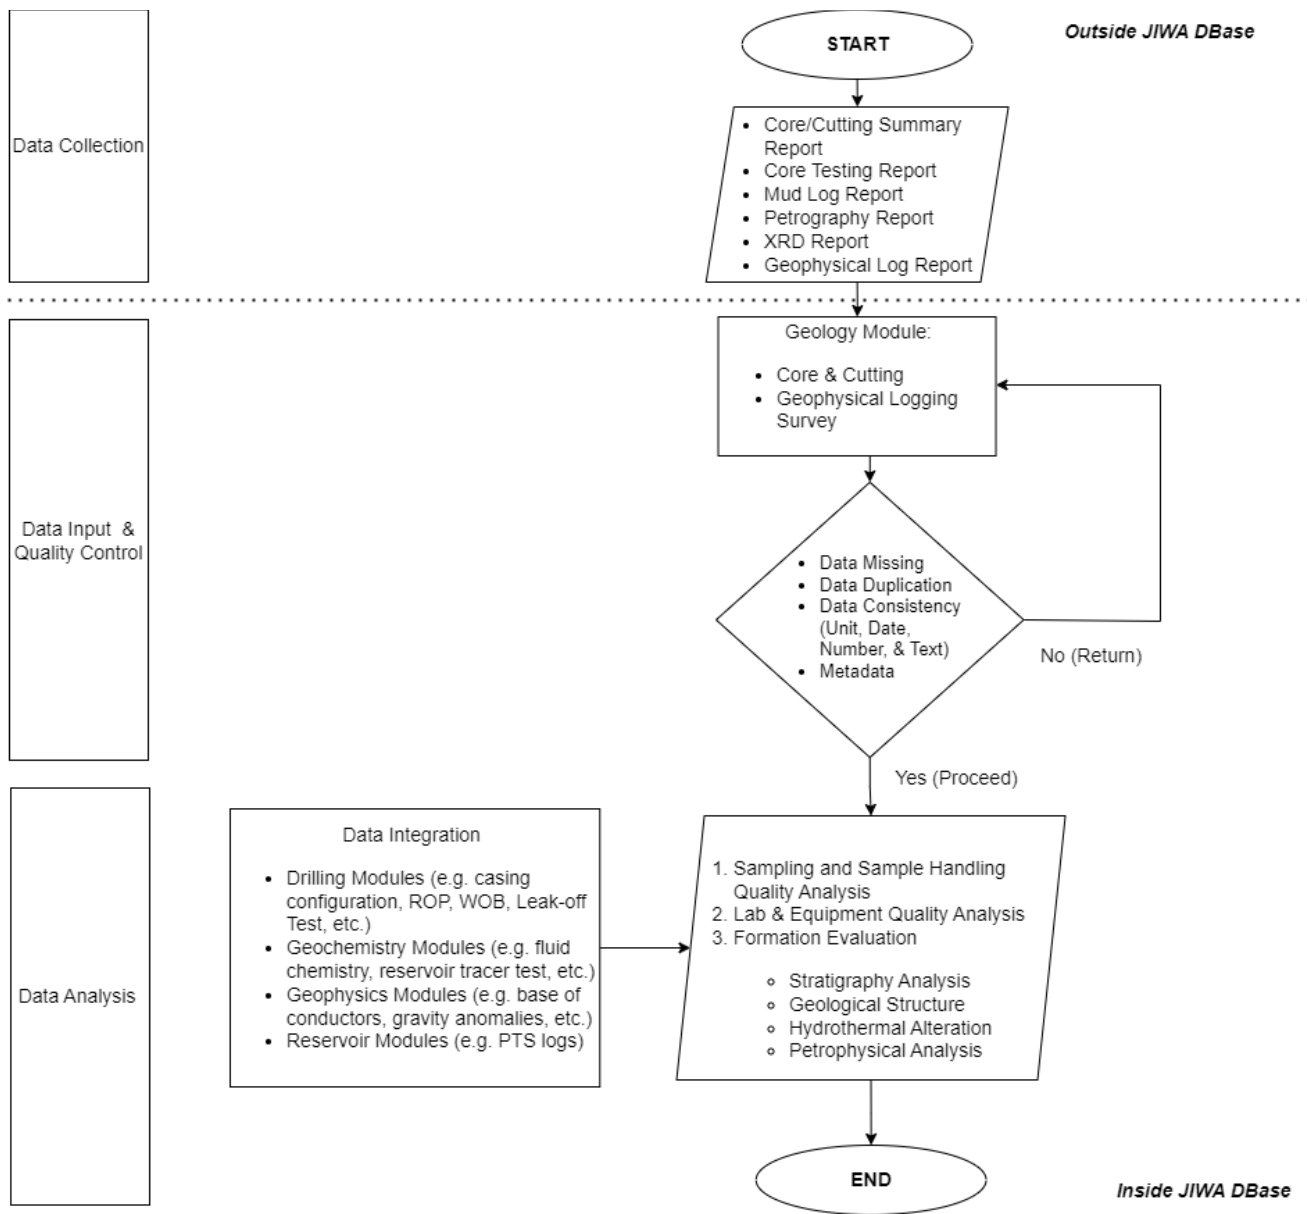 START
Outside JIWA DBase
Data Collection
• Core/Cutting Summary
Report
• Core Testing Report
• Mud Log Report
• Petrography Report
• XRD Report
• Geophysical Log Report
Geology Module:
• Core & Cutting
• Geophysical Logging
Survey
Data Input &
Quality Control
• Data Missing
• Data Duplication
• Data Consistency
(Unit, Date,
Number, & Text)
• Metadata
No (Return)
Yes (Proceed)
Data Analysis
Data Integration
• Drilling Modules (e.g. casing
configuration, ROP, WOB, Leak-off
Test, etc.)
• Geochemistry Modules (e.g. fluid
chemistry, reservoir tracer test, etc.)
• Geophysics Modules (e.g. base of
conductors, gravity anomalies, etc.)
• Reservoir Modules (e.g. PTS logs)
1. Sampling and Sample Handling
Quality Analysis
2. Lab & Equipment Quality Analysis
3. Formation Evaluation
◦ Stratigraphy Analysis
◦ Geological Structure
◦ Hydrothermal Alteration
◦ Petrophysical Analysis
END
Inside JIWA DBase